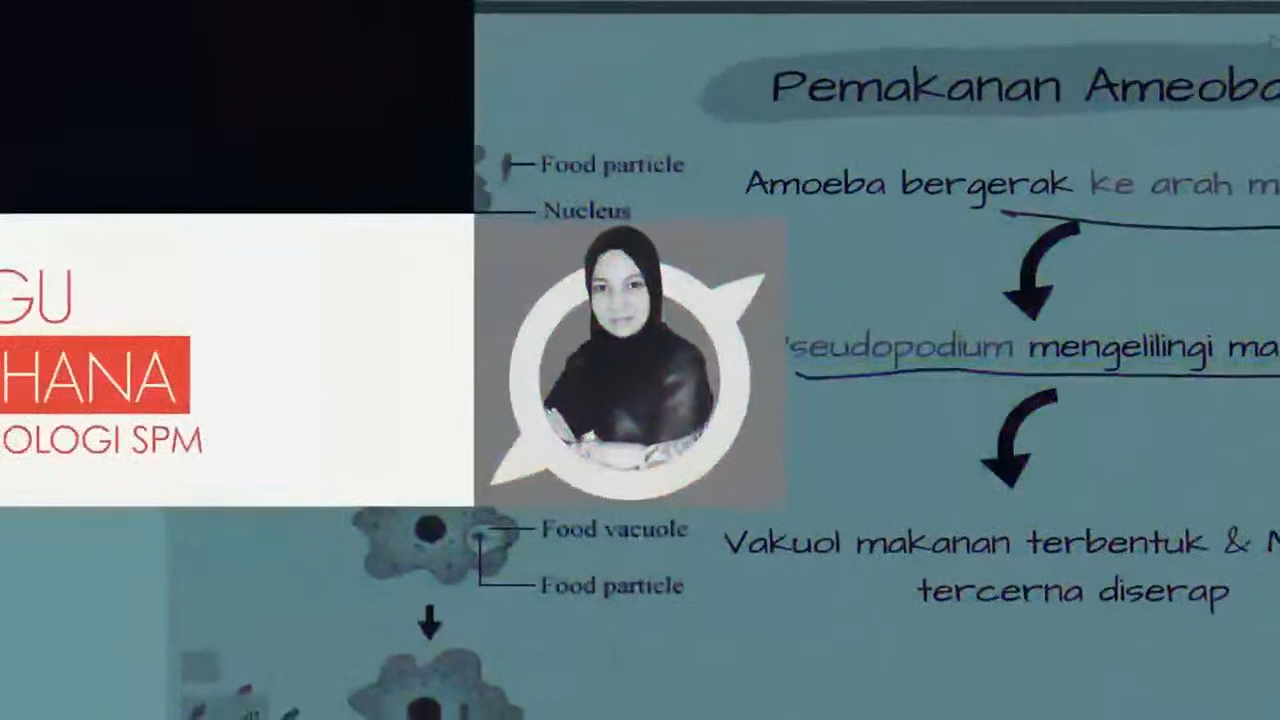 Pemakanan Ameoba
Food particle
Amoeba bergerak ke arah m
Nucleus
GU
HANA
OLOGI SPM
seudopodium mengelilingi ma
Food vacuole
Food particle
Vakuol makanan terbentuk & N
tercerna diserap